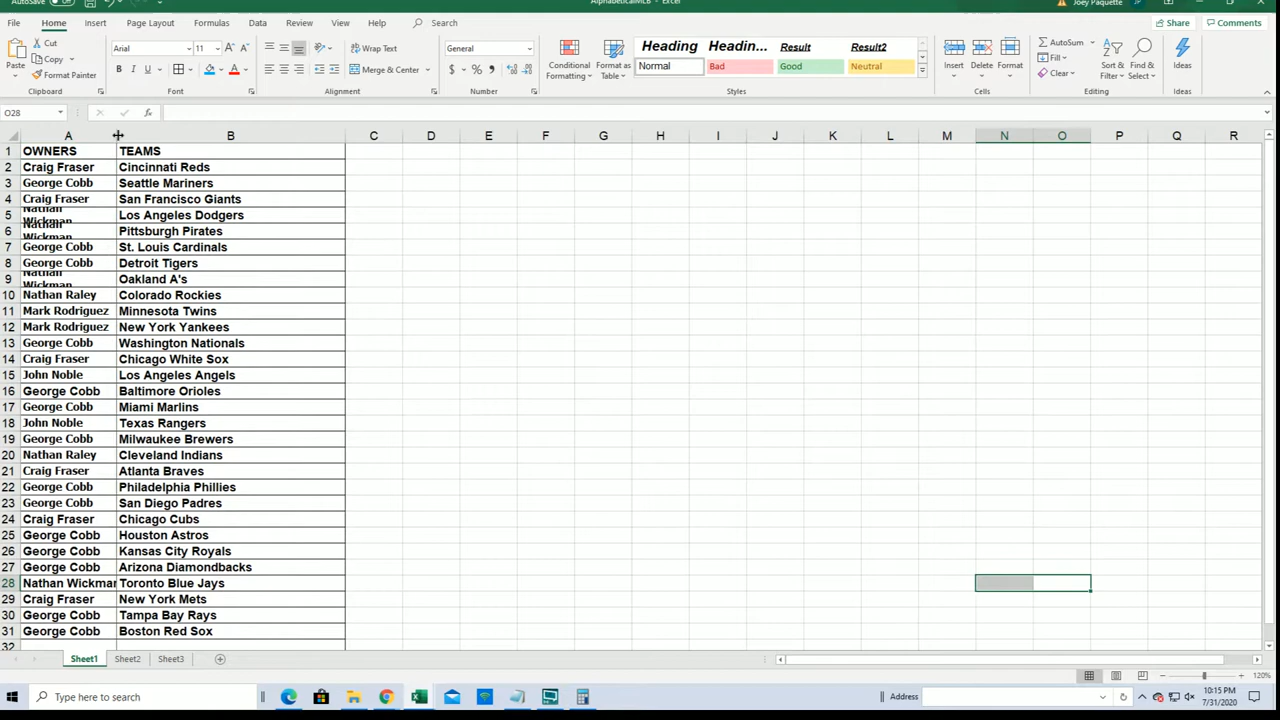 AutoSave Off
AlphabeticalMLB - Excel
Joey Paquette JP
File Home Insert Page Layout Formulas Data Review View Help Search
Share Comments
Paste Cut Copy Format Painter Clipboard
Arial 11 Font
Wrap Text Merge & Center Alignment
General Number
Conditional Formatting Format as Table
Heading Headin... Result Result2
Normal Bad Good Neutral
Styles
Insert Delete Format Cells
AutoSum Fill Clear Sort & Filter Find & Select Editing
Ideas Ideas
O28
A B C D E F G H I J K L M N O P Q R
1 OWNERS TEAMS
2 Craig Fraser Cincinnati Reds
3 George Cobb Seattle Mariners
4 Craig Fraser San Francisco Giants
5 Nathan Wickman Los Angeles Dodgers
6 Nathan Wickman Pittsburgh Pirates
7 George Cobb St. Louis Cardinals
8 George Cobb Detroit Tigers
9 Nathan Wickman Oakland A's
10 Nathan Raley Colorado Rockies
11 Mark Rodriguez Minnesota Twins
12 Mark Rodriguez New York Yankees
13 George Cobb Washington Nationals
14 Craig Fraser Chicago White Sox
15 John Noble Los Angeles Angels
16 George Cobb Baltimore Orioles
17 George Cobb Miami Marlins
18 John Noble Texas Rangers
19 George Cobb Milwaukee Brewers
20 Nathan Raley Cleveland Indians
21 Craig Fraser Atlanta Braves
22 George Cobb Philadelphia Phillies
23 George Cobb San Diego Padres
24 Craig Fraser Chicago Cubs
25 George Cobb Houston Astros
26 George Cobb Kansas City Royals
27 George Cobb Arizona Diamondbacks
28 Nathan Wickman Toronto Blue Jays
29 Craig Fraser New York Mets
30 George Cobb Tampa Bay Rays
31 George Cobb Boston Red Sox
32
Sheet1 Sheet2 Sheet3
120%
Type here to search
Address
10:15 PM
7/31/2020